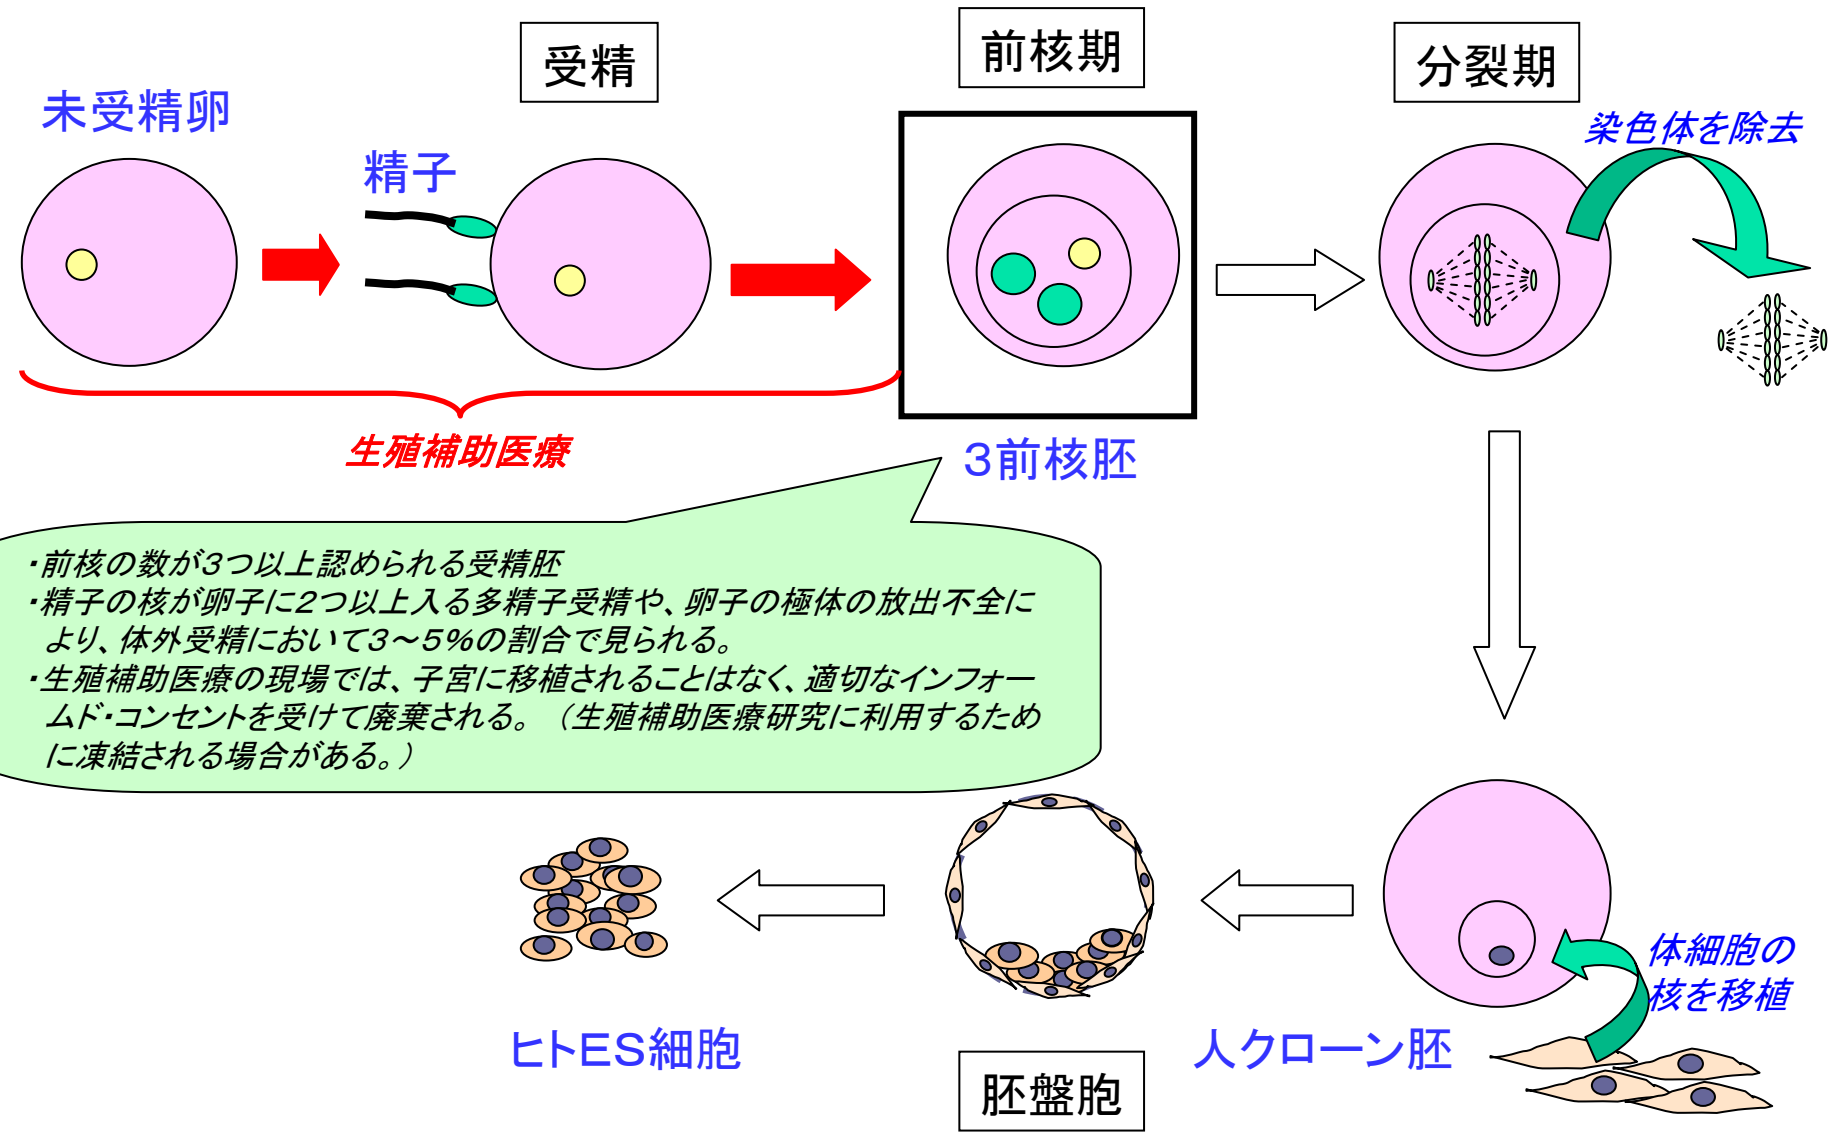 受精
前核期
分裂期
未受精卵
精子
染色体を除去
生殖補助医療
3前核胚
・前核の数が3つ以上認められる受精胚
・精子の核が卵子に2つ以上入る多精子受精や、卵子の極体の放出不全に
より、体外受精において3～5%の割合で見られる。
・生殖補助医療の現場では、子宮に移植されることはなく、適切なインフォー
ムド・コンセントを受けて廃棄される。（生殖補助医療研究に利用するため
に凍結される場合がある。）
体細胞の
核を移植
ヒトES細胞
人クローン胚
胚盤胞